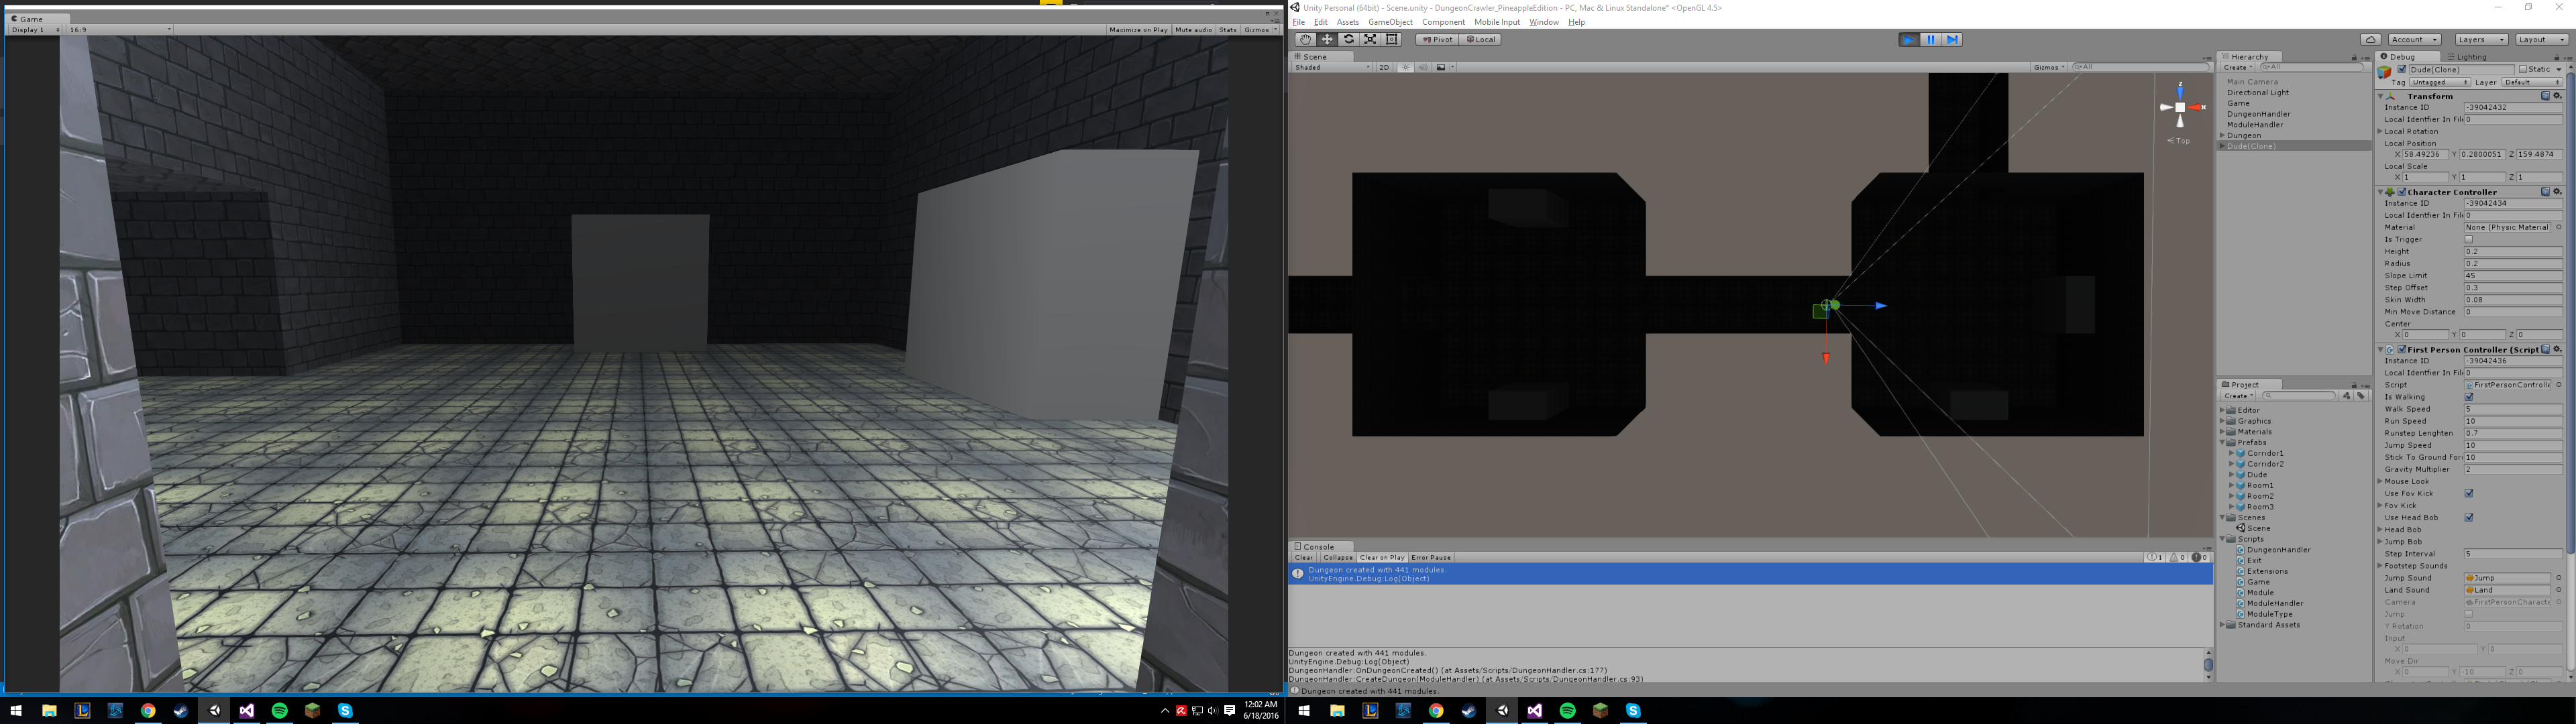 Game
Display 1
16:9
Maximize on Play
Mute audio
Stats
Gizmos
12:02 AM
6/18/2016
Unity Personal (64bit) - Scene.unity - DungeonCrawler_PineappleEdition - PC, Mac & Linux Standalone* <OpenGL 4.5>
File Edit Assets GameObject Component Mobile Input Window Help
Pivot Local
Account Layers Layout
Scene
Shaded 2D Gizmos All
z
x
Top
Hierarchy
Create All
Main Camera
Directional Light
Game
DungeonHandler
ModuleHandler
Dungeon
Dude(Clone)
Project
Create
Editor
Graphics
Materials
Prefabs
Corridor1
Corridor2
Dude
Room1
Room2
Room3
Scenes
Scene
Scripts
DungeonHandler
Exit
Extensions
Game
Module
ModuleHandler
ModuleType
Standard Assets
Console
Clear Collapse Clear on Play Error Pause 1 0 0
Dungeon created with 441 modules.
UnityEngine.Debug:Log(Object)
Dungeon created with 441 modules.
UnityEngine.Debug:Log(Object)
DungeonHandler:OnDungeonCreated() (at Assets/Scripts/DungeonHandler.cs:177)
DungeonHandler:CreateDungeon(ModuleHandler) (at Assets/Scripts/DungeonHandler.cs:93)
Dungeon created with 441 modules.
Debug Lighting
Dude(Clone) Static
Tag Untagged Layer Default
Transform
Instance ID -39042432
Local Identfier In File 0
Local Rotation
Local Position
X 58.49236 Y 0.2800051 Z 159.4874
Local Scale
X 1 Y 1 Z 1
Character Controller
Instance ID -39042434
Local Identfier In File 0
Material None (Physic Material
Is Trigger
Height 0.2
Radius 0.2
Slope Limit 45
Step Offset 0.3
Skin Width 0.08
Min Move Distance 0
Center
X 0 Y 0 Z 0
First Person Controller (Script
Instance ID -39042436
Local Identfier In File 0
Script FirstPersonControlle
Is Walking
Walk Speed 5
Run Speed 10
Runstep Lenghten 0.7
Jump Speed 10
Stick To Ground For 10
Gravity Multiplier 2
Mouse Look
Use Fov Kick
Fov Kick
Use Head Bob
Head Bob
Jump Bob
Step Interval 5
Footstep Sounds
Jump Sound Jump
Land Sound Land
Camera FirstPersonCharacte
Jump
Y Rotation 0
Input
X 0 Y 0
Move Dir
X 0 Y -10 Z 0